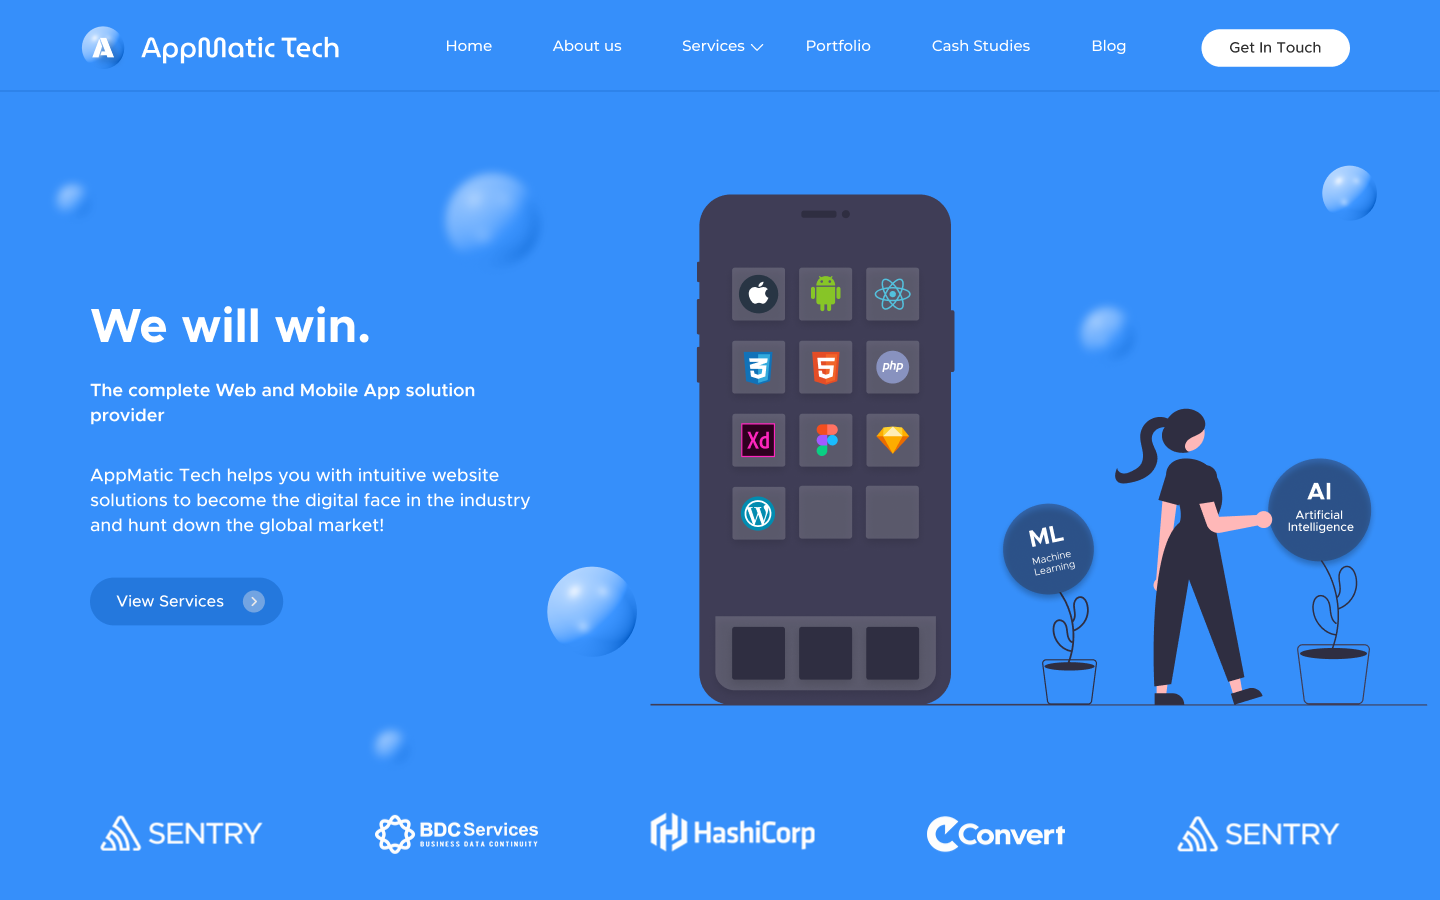 AppMatic Tech
Home
About us
Services
Portfolio
Cash Studies
Blog
Get In Touch
We will win.
The complete Web and Mobile App solution
provider
AppMatic Tech helps you with intuitive website
solutions to become the digital face in the industry
and hunt down the global market!
View Services
php
Xd
ML
Machine
Learning
AI
Artificial
Intelligence
SENTRY
BDC Services
BUSINESS DATA CONTINUITY
HashiCorp
Convert
SENTRY